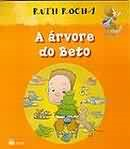 RUTH ROCHA
A árvore
do Beto